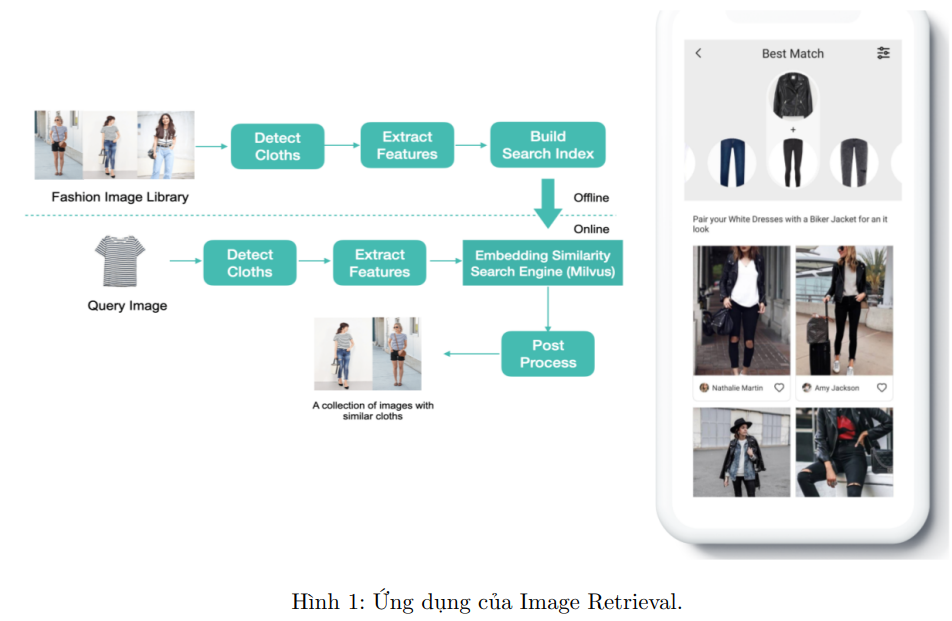 Detect
Cloths
Extract
Features
Build
Search Index
Fashion Image Library
Offline
Online
Query Image
Detect
Cloths
Extract
Features
Embedding Similarity
Search Engine (Milvus)
Post
Process
A collection of images with
similar cloths
Best Match
+
Pair your White Dresses with a Biker Jacket for an it
look
Nathalie Martin
Amy Jackson
Hình 1: Ứng dụng của Image Retrieval.